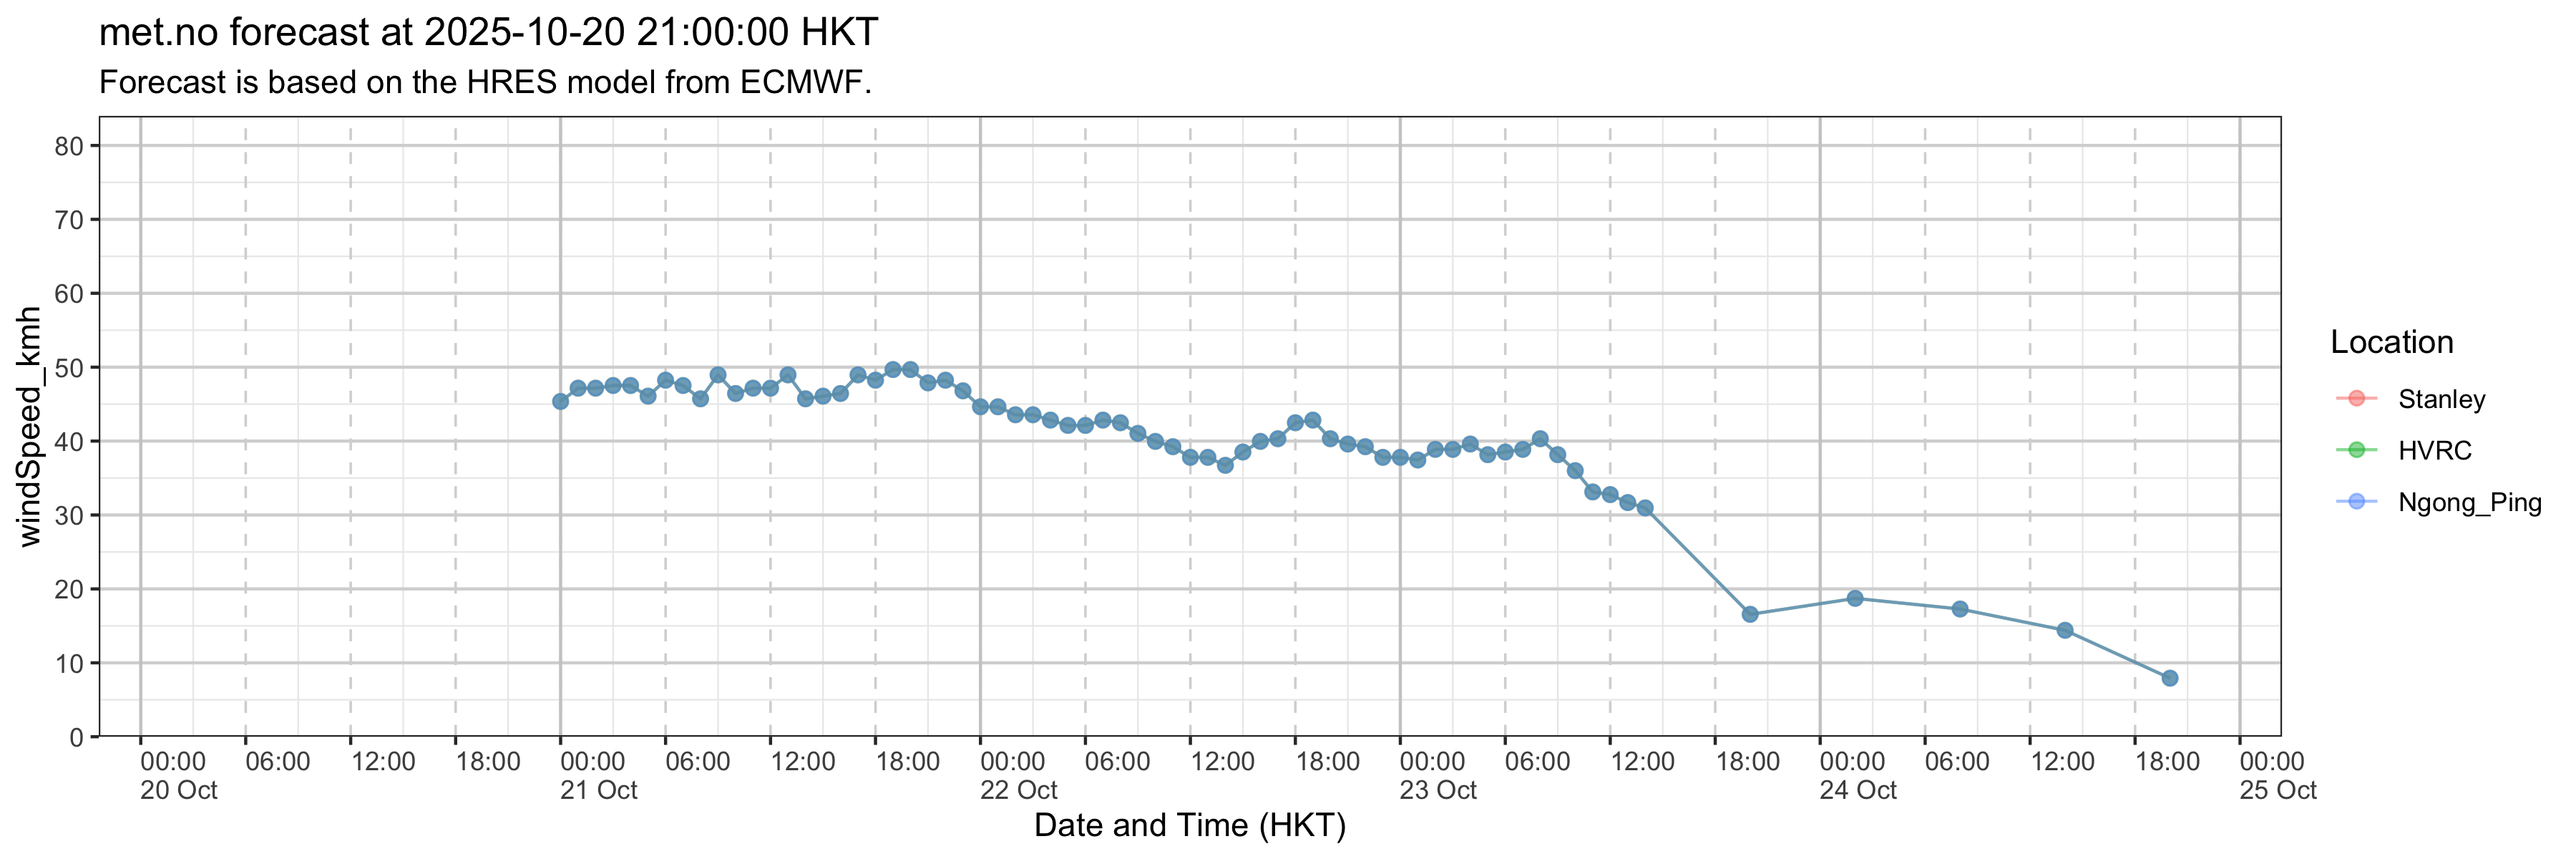 met.no forecast at 2025-10-20 21:00:00 HKT
Forecast is based on the HRES model from ECMWF.
windSpeed_kmh
80
70
60
50
40
30
20
10
0
00:00 06:00 12:00 18:00 00:00 06:00 12:00 18:00 00:00 06:00 12:00 18:00 00:00 06:00 12:00 18:00 00:00 06:00 12:00 18:00 00:00
20 Oct 21 Oct 22 Oct 23 Oct 24 Oct 25 Oct
Date and Time (HKT)
Location
Stanley
HVRC
Ngong_Ping